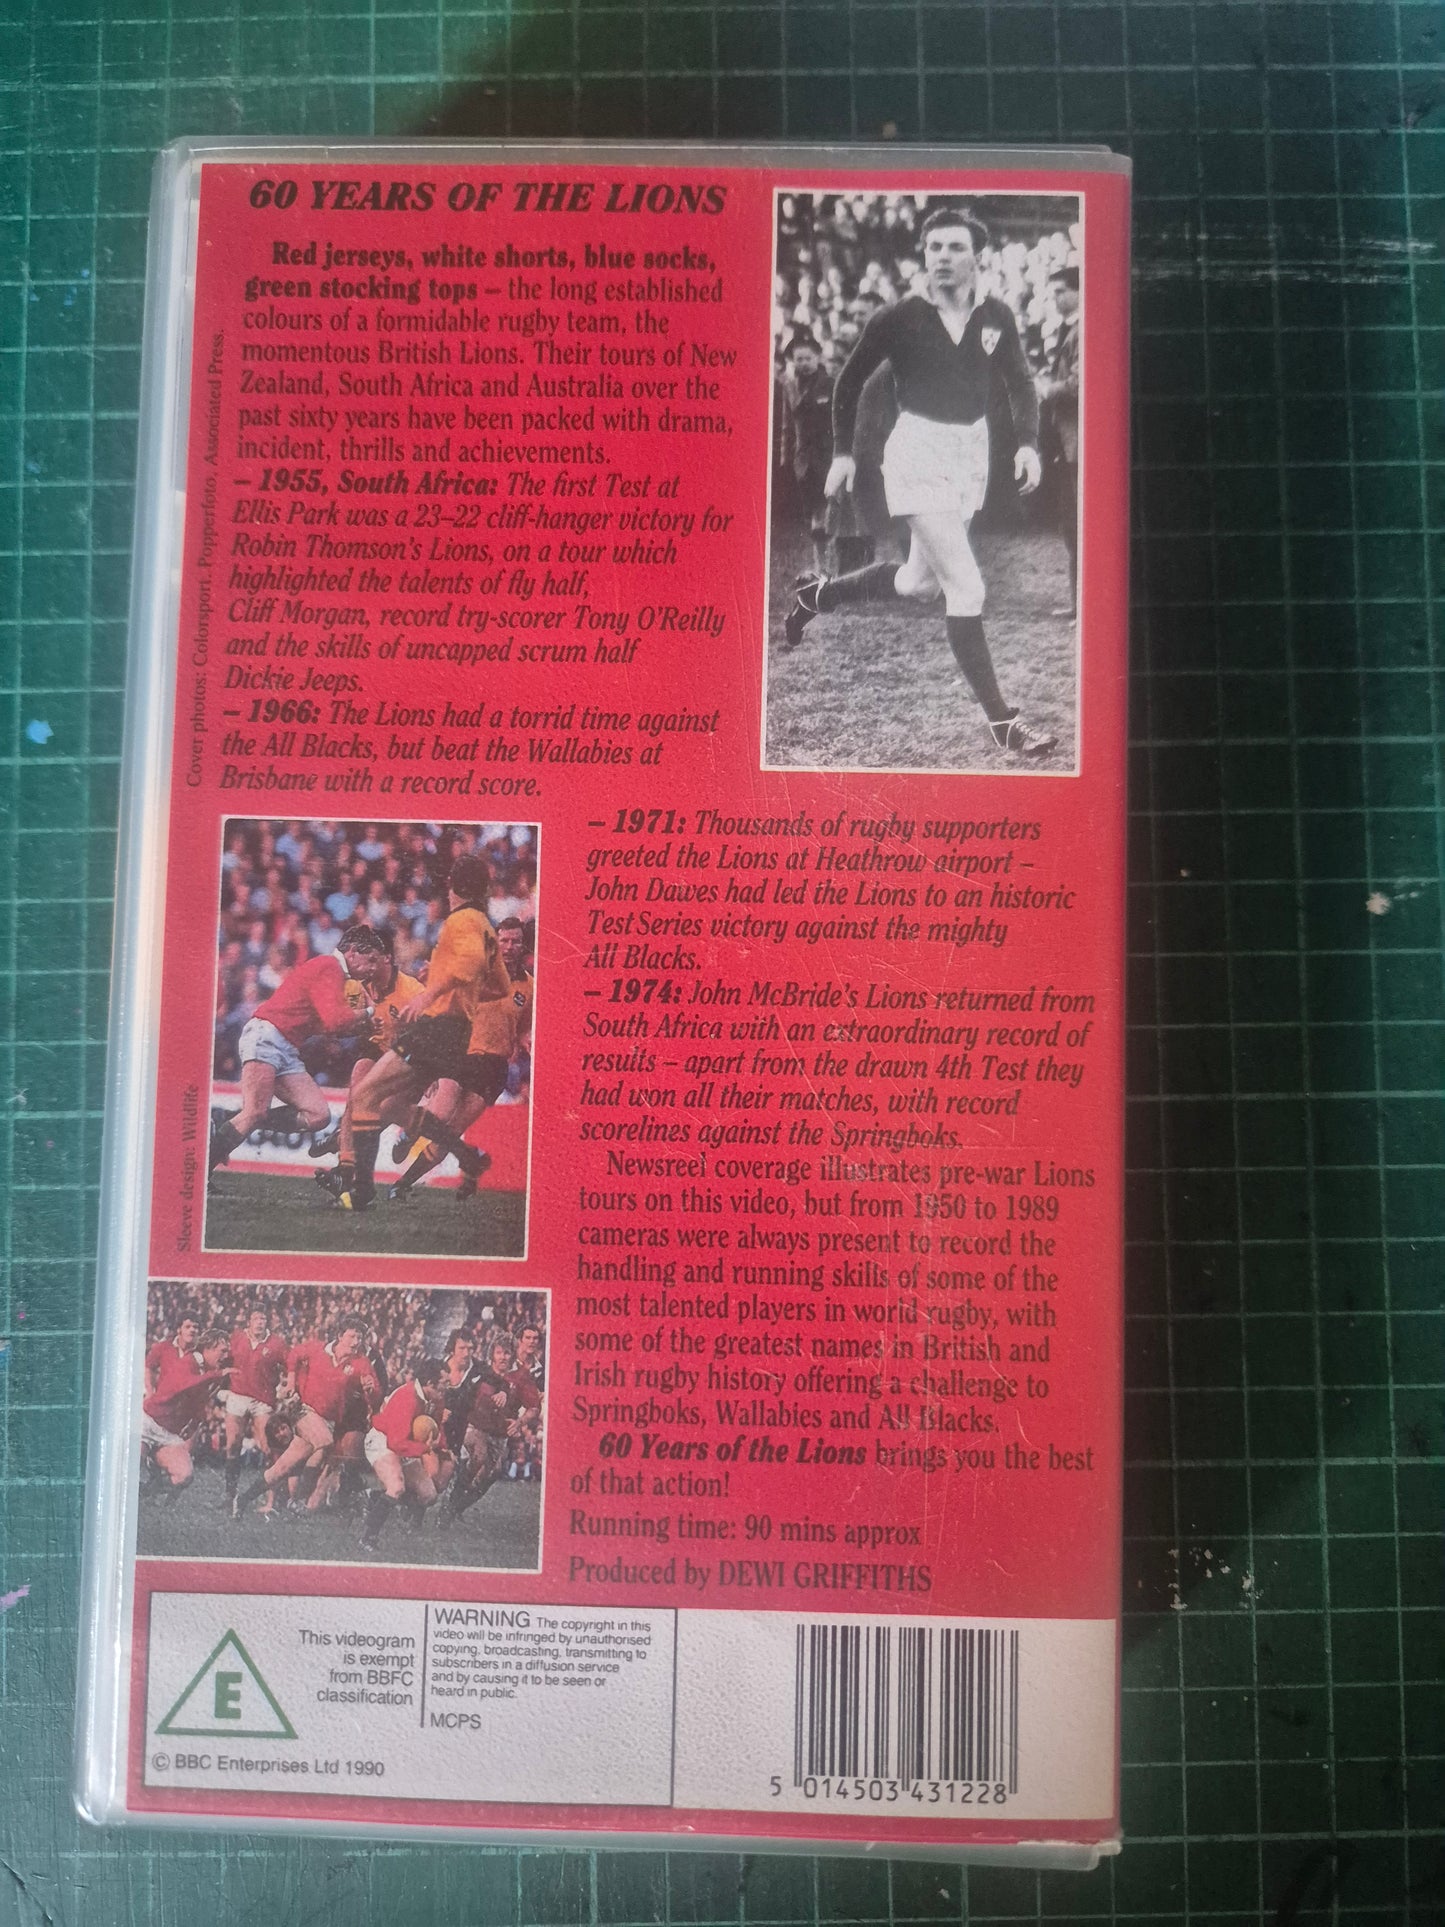 60 YEARS OF THE LIONS
Red jerseys, white shorts, blue socks,
green stocking tops – the long established
colours of a formidable rugby team, the
momentous British Lions. Their tours of New
Zealand, South Africa and Australia over the
past sixty years have been packed with drama,
incident, thrills and achievements.
– 1955, South Africa: The first Test at
Ellis Park was a 23–22 cliff-hanger victory for
Robin Thomson's Lions, on a tour which
highlighted the talents of fly half,
Cliff Morgan, record try-scorer Tony O'Reilly
and the skills of uncapped scrum half
Dickie Jeeps.
– 1966: The Lions had a torrid time against
the All Blacks, but beat the Wallabies at
Brisbane with a record score.
Cover photos: Colorsport. Popperfoto, Associated Press.
– 1971: Thousands of rugby supporters
greeted the Lions at Heathrow airport –
John Dawes had led the Lions to an historic
Test Series victory against the mighty
All Blacks.
– 1974: John McBride's Lions returned from
South Africa with an extraordinary record of
results – apart from the drawn 4th Test they
had won all their matches, with record
scorelines against the Springboks.
Newsreel coverage illustrates pre-war Lions
tours on this video, but from 1950 to 1989
cameras were always present to record the
handling and running skills of some of the
most talented players in world rugby, with
some of the greatest names in British and
Irish rugby history offering a challenge to
Springboks, Wallabies and All Blacks.
60 Years of the Lions brings you the best
of that action!
Running time: 90 mins approx
Produced by DEWI GRIFFITHS
Sleeve design: Wildlife
E
This videogram
is exempt
from BBFC
classification
WARNING The copyright in this
video will be infringed by unauthorised
copying, broadcasting, transmitting to
subscribers in a diffusion service
and by causing it to be seen or
heard in public.
MCPS
© BBC Enterprises Ltd 1990
5 014503 431228